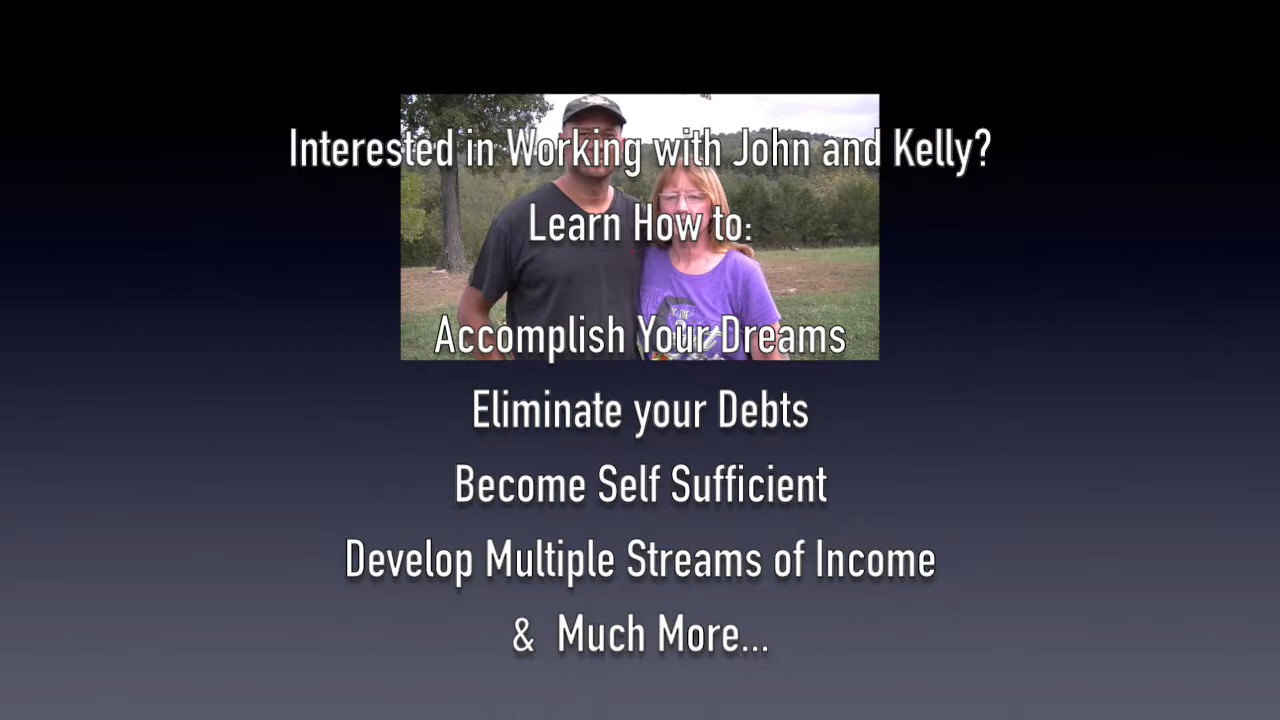 Interested in Working with John and Kelly?
Learn How to:
Accomplish Your Dreams
Eliminate your Debts
Become Self Sufficient
Develop Multiple Streams of Income
& Much More...